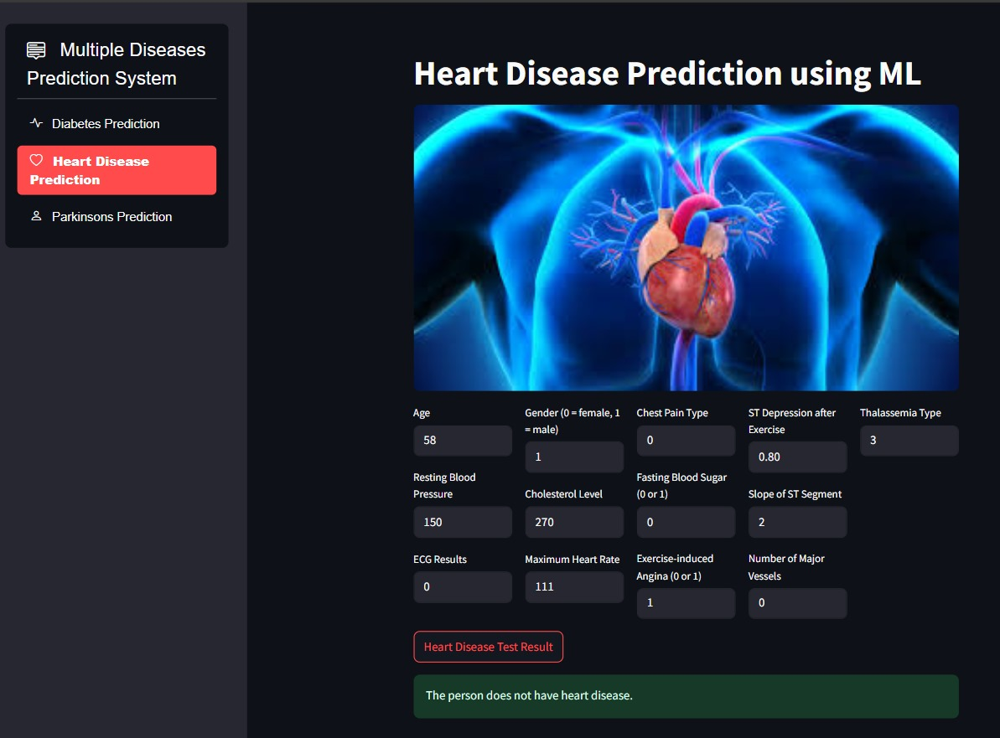 Multiple Diseases
Prediction System
Diabetes Prediction
Heart Disease
Prediction
Parkinsons Prediction
Heart Disease Prediction using ML
Age
58
Gender (0 = female, 1
= male)
1
Chest Pain Type
0
ST Depression after
Exercise
0.80
Thalassemia Type
3
Resting Blood
Pressure
150
Cholesterol Level
270
Fasting Blood Sugar
(0 or 1)
0
Slope of ST Segment
2
ECG Results
0
Maximum Heart Rate
111
Exercise-induced
Angina (0 or 1)
1
Number of Major
Vessels
0
Heart Disease Test Result
The person does not have heart disease.